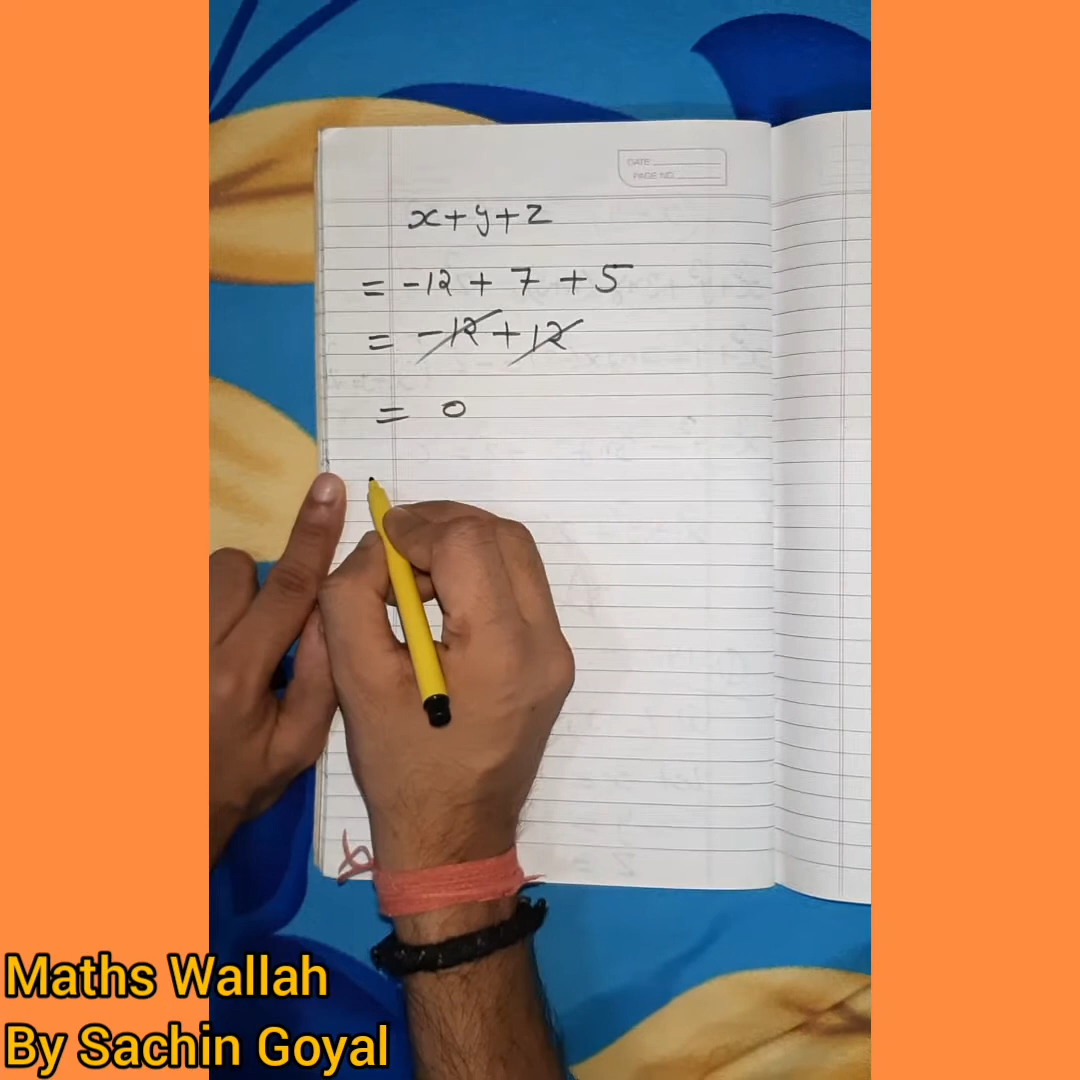 DATE
PAGE NO
x+y+z
= -12 + 7 + 5
= -12 + 12
= 0
Maths Wallah
By Sachin Goyal